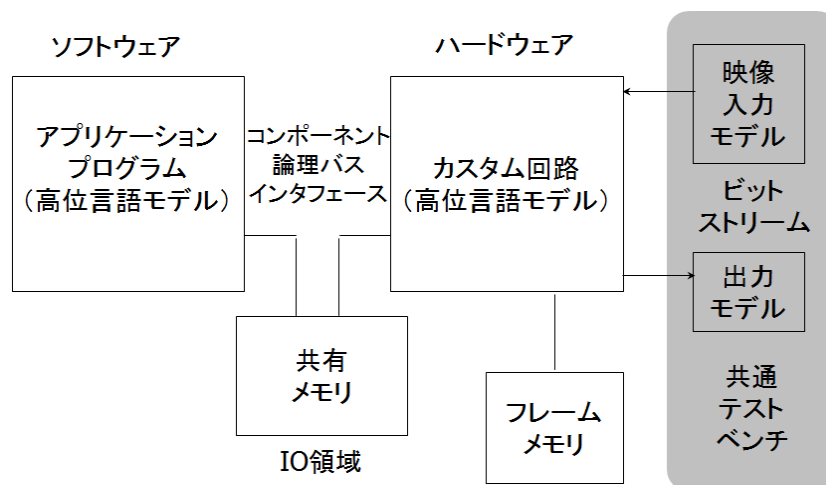 ソフトウェア
アプリケーション
プログラム
（高位言語モデル）
コンポーネント
論理バス
インタフェース
ハードウェア
カスタム回路
（高位言語モデル）
映像
入力
モデル
ビット
ストリーム
出力
モデル
共通
テスト
ベンチ
共有
メモリ
IO領域
フレーム
メモリ